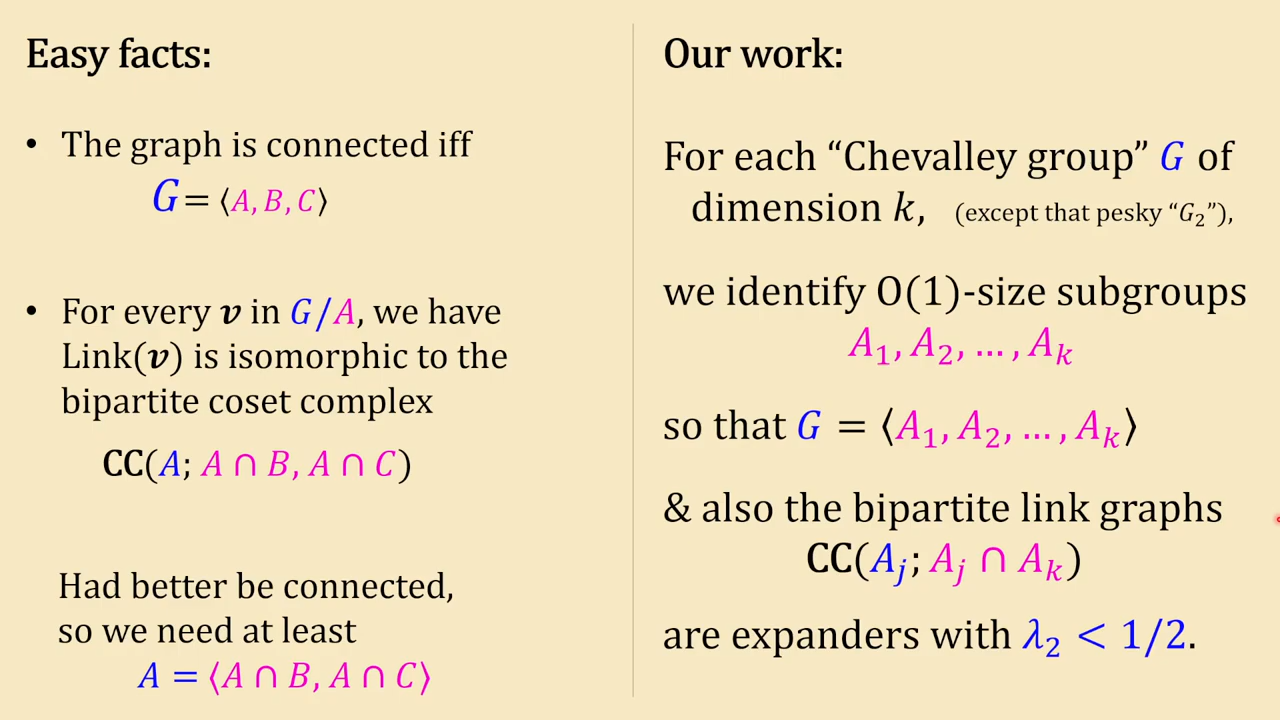 Easy facts:
• The graph is connected iff
G = ⟨A, B, C⟩
• For every v in G/A, we have
Link(v) is isomorphic to the
bipartite coset complex
CC(A; A ∩ B, A ∩ C)
Had better be connected,
so we need at least
A = ⟨A ∩ B, A ∩ C⟩
Our work:
For each “Chevalley group” G of
dimension k, (except that pesky “G₂”),
we identify O(1)-size subgroups
A₁, A₂, …, Aₖ
so that G = ⟨A₁, A₂, …, Aₖ⟩
& also the bipartite link graphs
CC(Aⱼ; Aⱼ ∩ Aₖ)
are expanders with λ₂ < 1/2.